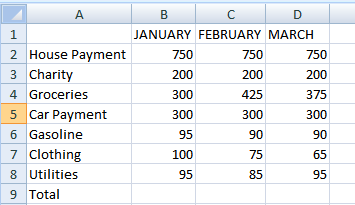 A B C D
1 JANUARY FEBRUARY MARCH
2 House Payment 750 750 750
3 Charity 200 200 200
4 Groceries 300 425 375
5 Car Payment 300 300 300
6 Gasoline 95 90 90
7 Clothing 100 75 65
8 Utilities 95 85 95
9 Total